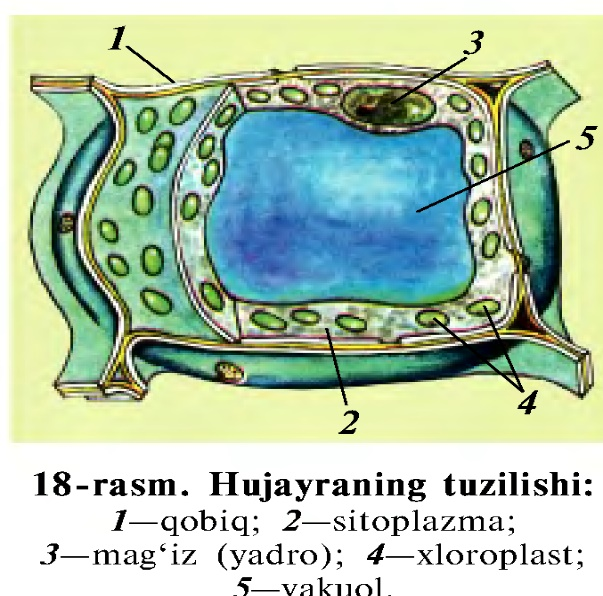 1
3
5
2
4
18-rasm. Hujayraning tuzilishi:
1—qobiq; 2—sitoplazma;
3—mag‘iz (yadro); 4—xloroplast;
5—vakuol.